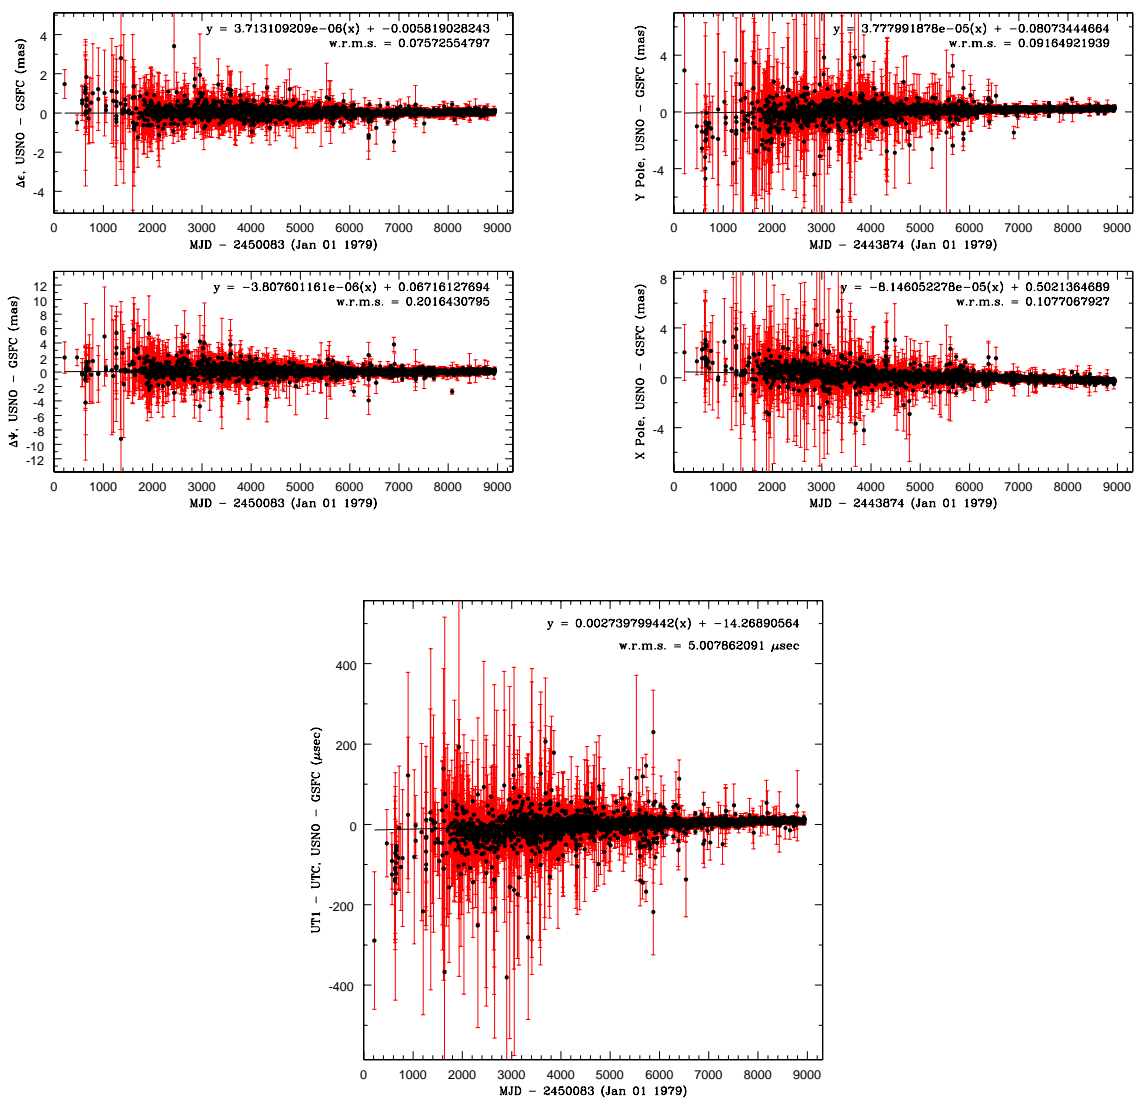 y = 3.713109209e−06(x) + −0.005819028243
w.r.m.s. = 0.07572554797
Δε, USNO − GSFC (mas)
4
2
0
-2
-4
0 1000 2000 3000 4000 5000 6000 7000 8000 9000
MJD − 2450083 (Jan 01 1979)
y = 3.777991878e−05(x) + −0.08073444664
w.r.m.s. = 0.09164921939
Y Pole, USNO − GSFC (mas)
4
0
-4
0 1000 2000 3000 4000 5000 6000 7000 8000 9000
MJD − 2443874 (Jan 01 1979)
y = −3.807601161e−06(x) + 0.06716127694
w.r.m.s. = 0.2016430795
ΔΨ, USNO − GSFC (mas)
12
10
8
6
4
2
0
-2
-4
-6
-8
-10
-12
0 1000 2000 3000 4000 5000 6000 7000 8000 9000
MJD − 2450083 (Jan 01 1979)
y = −8.146052278e−05(x) + 0.5021364689
w.r.m.s. = 0.1077067927
X Pole, USNO − GSFC (mas)
8
4
0
-4
0 1000 2000 3000 4000 5000 6000 7000 8000 9000
MJD − 2443874 (Jan 01 1979)
y = 0.002739799442(x) + −14.26890564
w.r.m.s. = 5.007862091 μsec
UT1 − UTC, USNO − GSFC (μsec)
400
200
0
-200
-400
0 1000 2000 3000 4000 5000 6000 7000 8000 9000
MJD − 2450083 (Jan 01 1979)